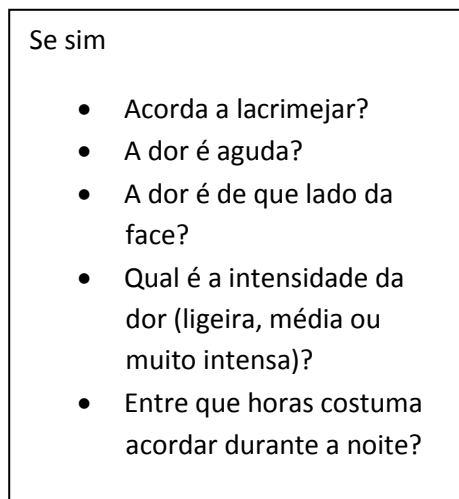 Se sim
• Acorda a lacrimejar?
• A dor é aguda?
• A dor é de que lado da
face?
• Qual é a intensidade da
dor (ligeira, média ou
muito intensa)?
• Entre que horas costuma
acordar durante a noite?